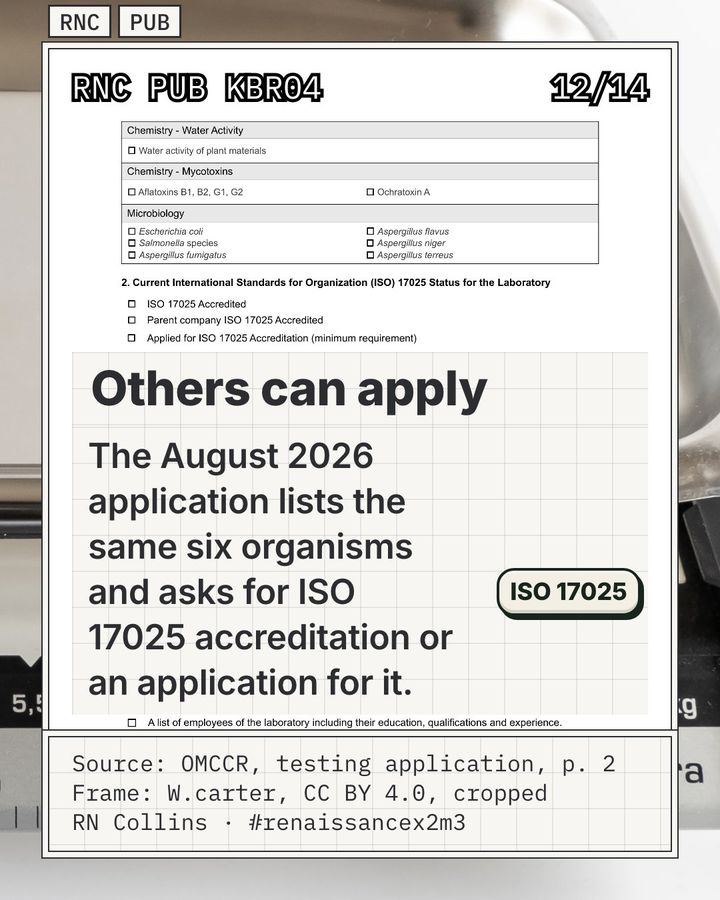 RNC PUB
RNC PUB KBR04 12/14
Chemistry - Water Activity
Water activity of plant materials
Chemistry - Mycotoxins
Aflatoxins B1, B2, G1, G2 Ochratoxin A
Microbiology
Escherichia coli Aspergillus flavus
Salmonella species Aspergillus niger
Aspergillus fumigatus Aspergillus terreus
2. Current International Standards for Organization (ISO) 17025 Status for the Laboratory
ISO 17025 Accredited
Parent company ISO 17025 Accredited
Applied for ISO 17025 Accreditation (minimum requirement)
Others can apply
The August 2026
application lists the
same six organisms
and asks for ISO
17025 accreditation or
an application for it.
ISO 17025
A list of employees of the laboratory including their education, qualifications and experience.
5,5
kg
ra
Source: OMCCR, testing application, p. 2
Frame: W.carter, CC BY 4.0, cropped
RN Collins · #renaissancex2m3